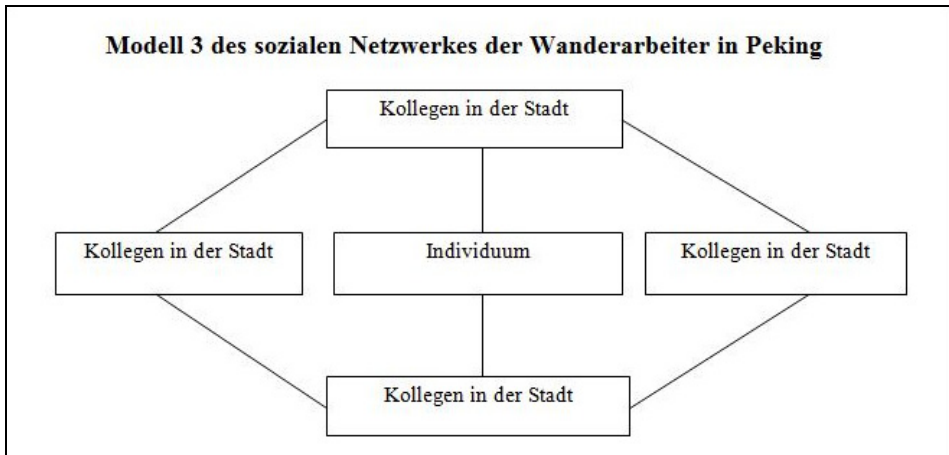 Modell 3 des sozialen Netzwerkes der Wanderarbeiter in Peking
Kollegen in der Stadt
Kollegen in der Stadt
Individuum
Kollegen in der Stadt
Kollegen in der Stadt